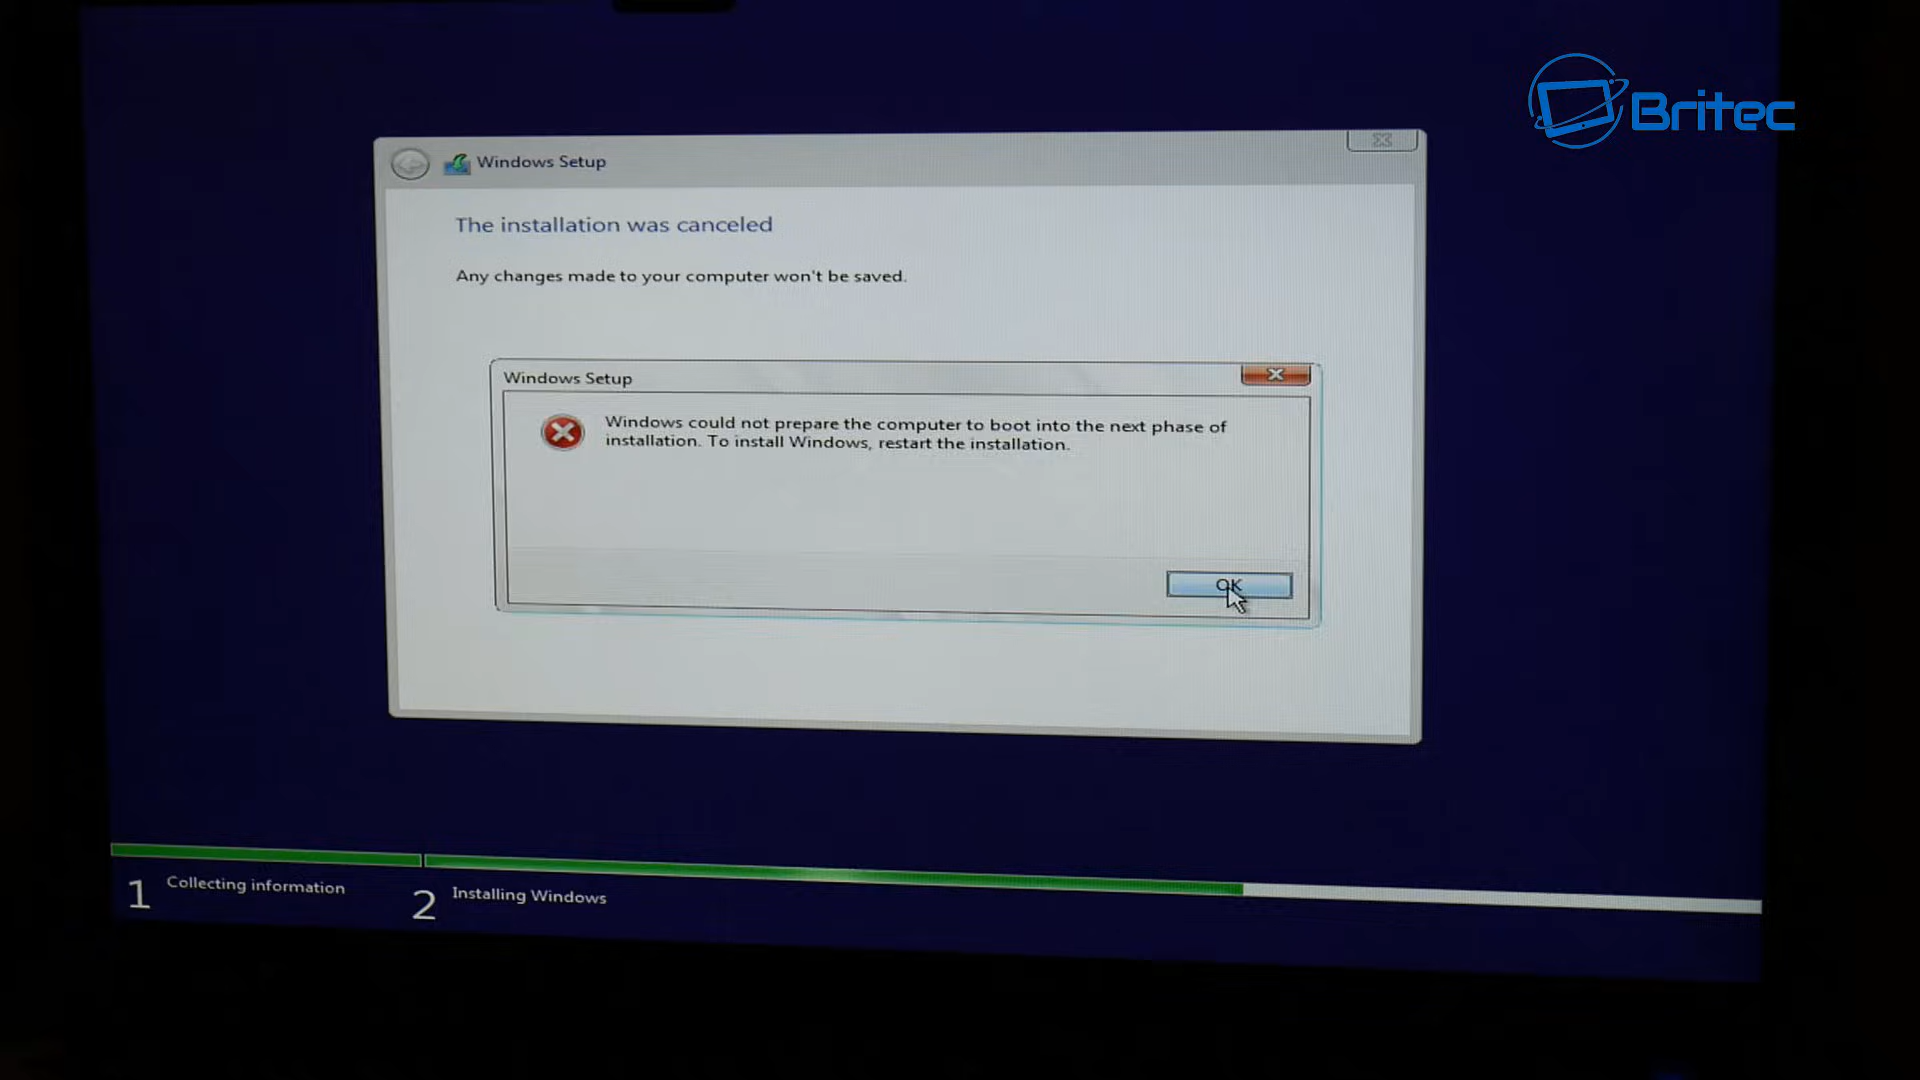 Britec
Windows Setup
The installation was canceled
Any changes made to your computer won't be saved.
Windows Setup
Windows could not prepare the computer to boot into the next phase of
installation. To install Windows, restart the installation.
OK
1 Collecting information
2 Installing Windows